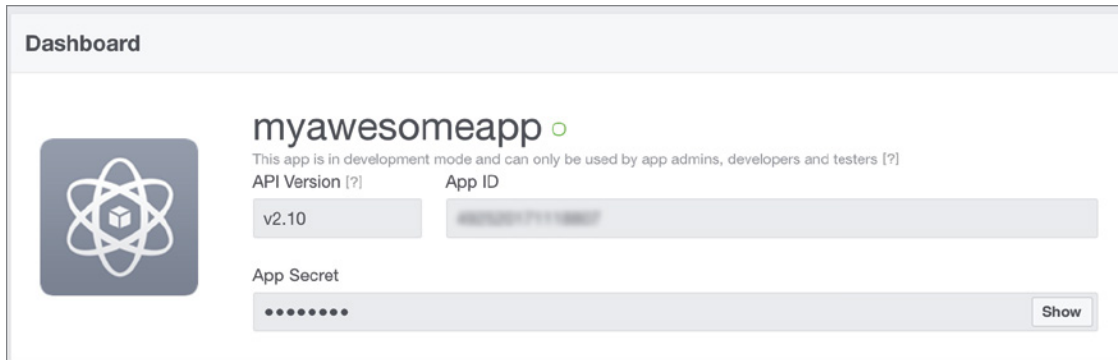 Dashboard
myawesomeapp
This app is in development mode and can only be used by app admins, developers and testers [?]
API Version [?] App ID
v2.10
App Secret
••••••••
Show